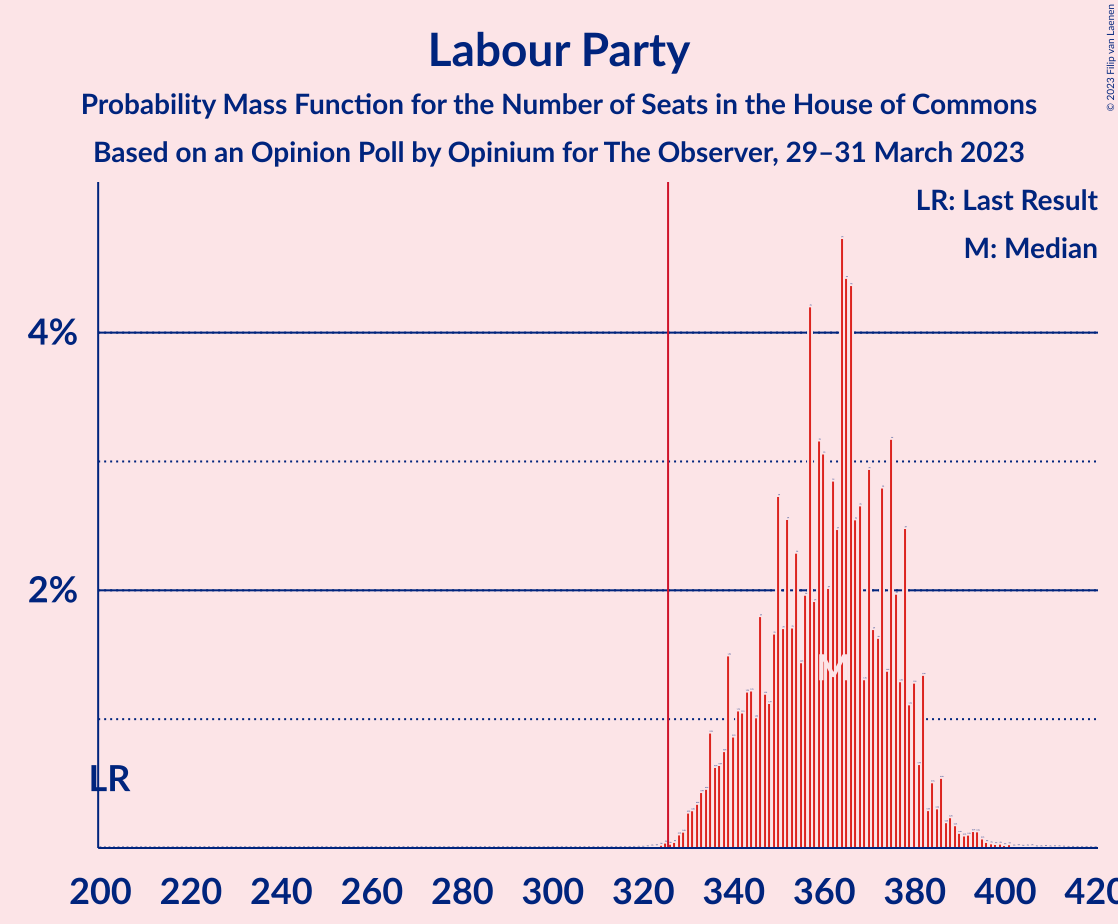 Labour Party
Probability Mass Function for the Number of Seats in the House of Commons
Based on an Opinion Poll by Opinium for The Observer, 29–31 March 2023
© 2023 Filip van Laenen
LR: Last Result
M: Median
4%
2%
M
LR
200 220 240 260 280 300 320 340 360 380 400 420